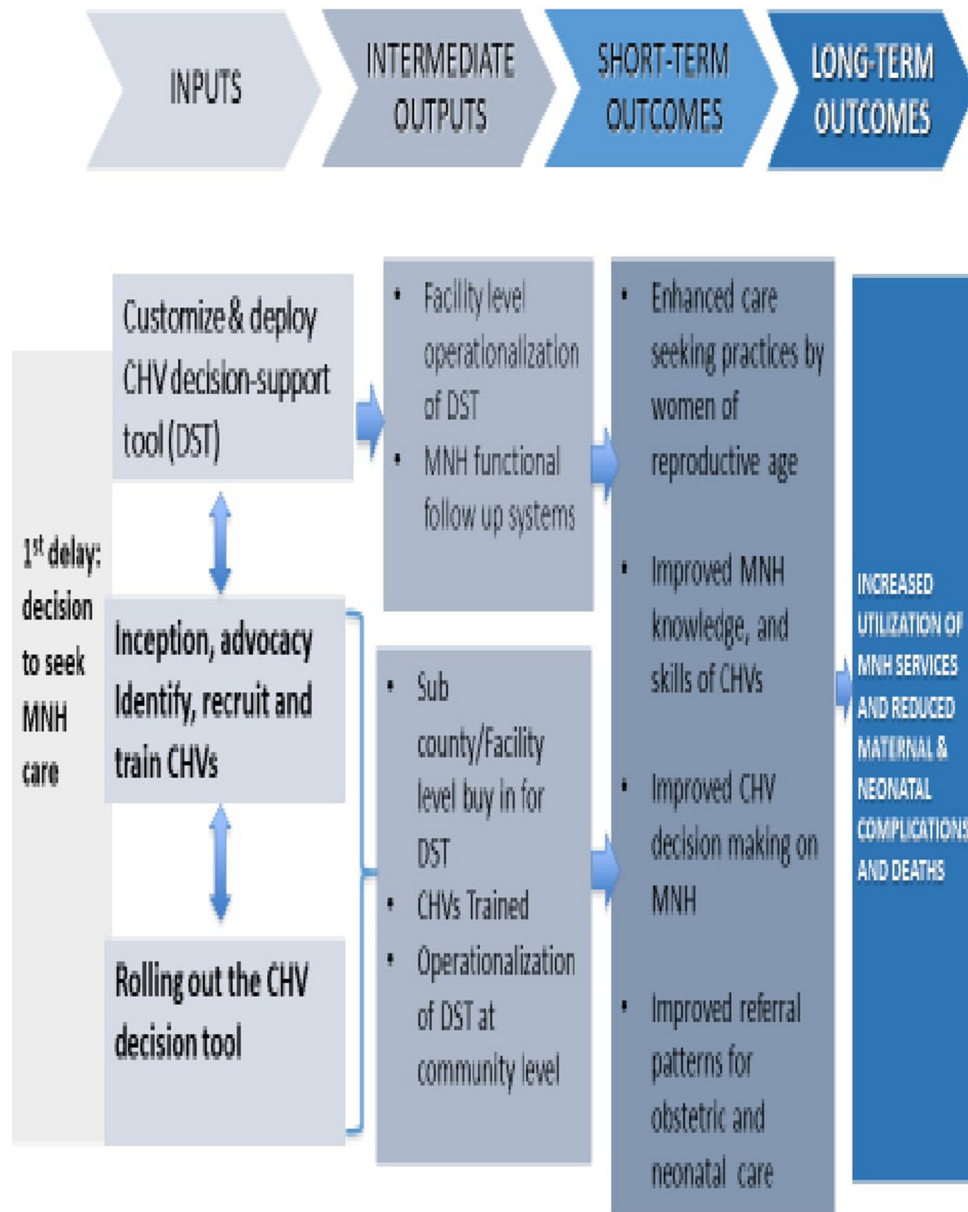 INPUTS
INTERMEDIATE
OUTPUTS
SHORT-TERM
OUTCOMES
LONG-TERM
OUTCOMES
1st delay:
decision
to seek
MNH
care
Customize & deploy
CHV decision-support
tool (DST)
Inception, advocacy
Identify, recruit and
train CHVs
Rolling out the CHV
decision tool
• Facility level
operationalization
of DST
• MNH functional
follow up systems
• Sub
county/Facility
level buy in for
DST
• CHVs Trained
• Operationalization
of DST at
community level
• Enhanced care
seeking practices by
women of
reproductive age
• Improved MNH
knowledge, and
skills of CHVs
• Improved CHV
decision making on
MNH
• Improved referral
patterns for
obstetric and
neonatal care
INCREASED
UTILIZATION OF
MNH SERVICES
AND REDUCED
MATERNAL &
NEONATAL
COMPLICATIONS
AND DEATHS